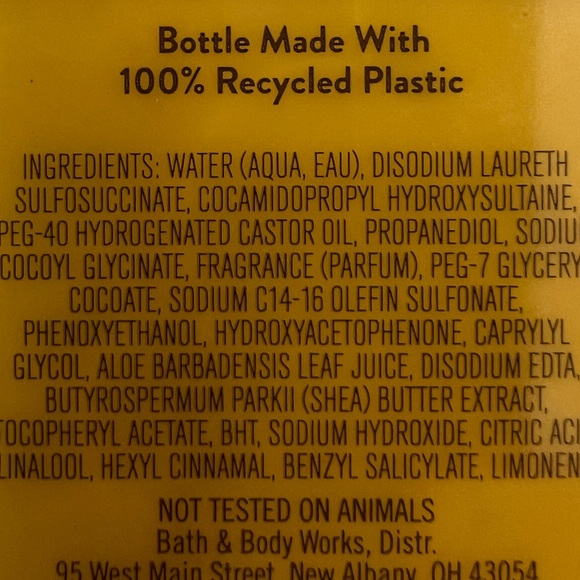 Bottle Made With
100% Recycled Plastic
INGREDIENTS: WATER (AQUA, EAU), DISODIUM LAURETH
SULFOSUCCINATE, COCAMIDOPROPYL HYDROXYSULTAINE,
PEG-40 HYDROGENATED CASTOR OIL, PROPANEDIOL, SODIU
COCOYL GLYCINATE, FRAGRANCE (PARFUM), PEG-7 GLYCERY
COCOATE, SODIUM C14-16 OLEFIN SULFONATE,
PHENOXYETHANOL, HYDROXYACETOPHENONE, CAPRYLYL
GLYCOL, ALOE BARBADENSIS LEAF JUICE, DISODIUM EDTA,
BUTYROSPERMUM PARKII (SHEA) BUTTER EXTRACT,
TOCOPHERYL ACETATE, BHT, SODIUM HYDROXIDE, CITRIC ACI
LINALOOL, HEXYL CINNAMAL, BENZYL SALICYLATE, LIMONEN
NOT TESTED ON ANIMALS
Bath & Body Works, Distr.
95 West Main Street, New Albany, OH 43054